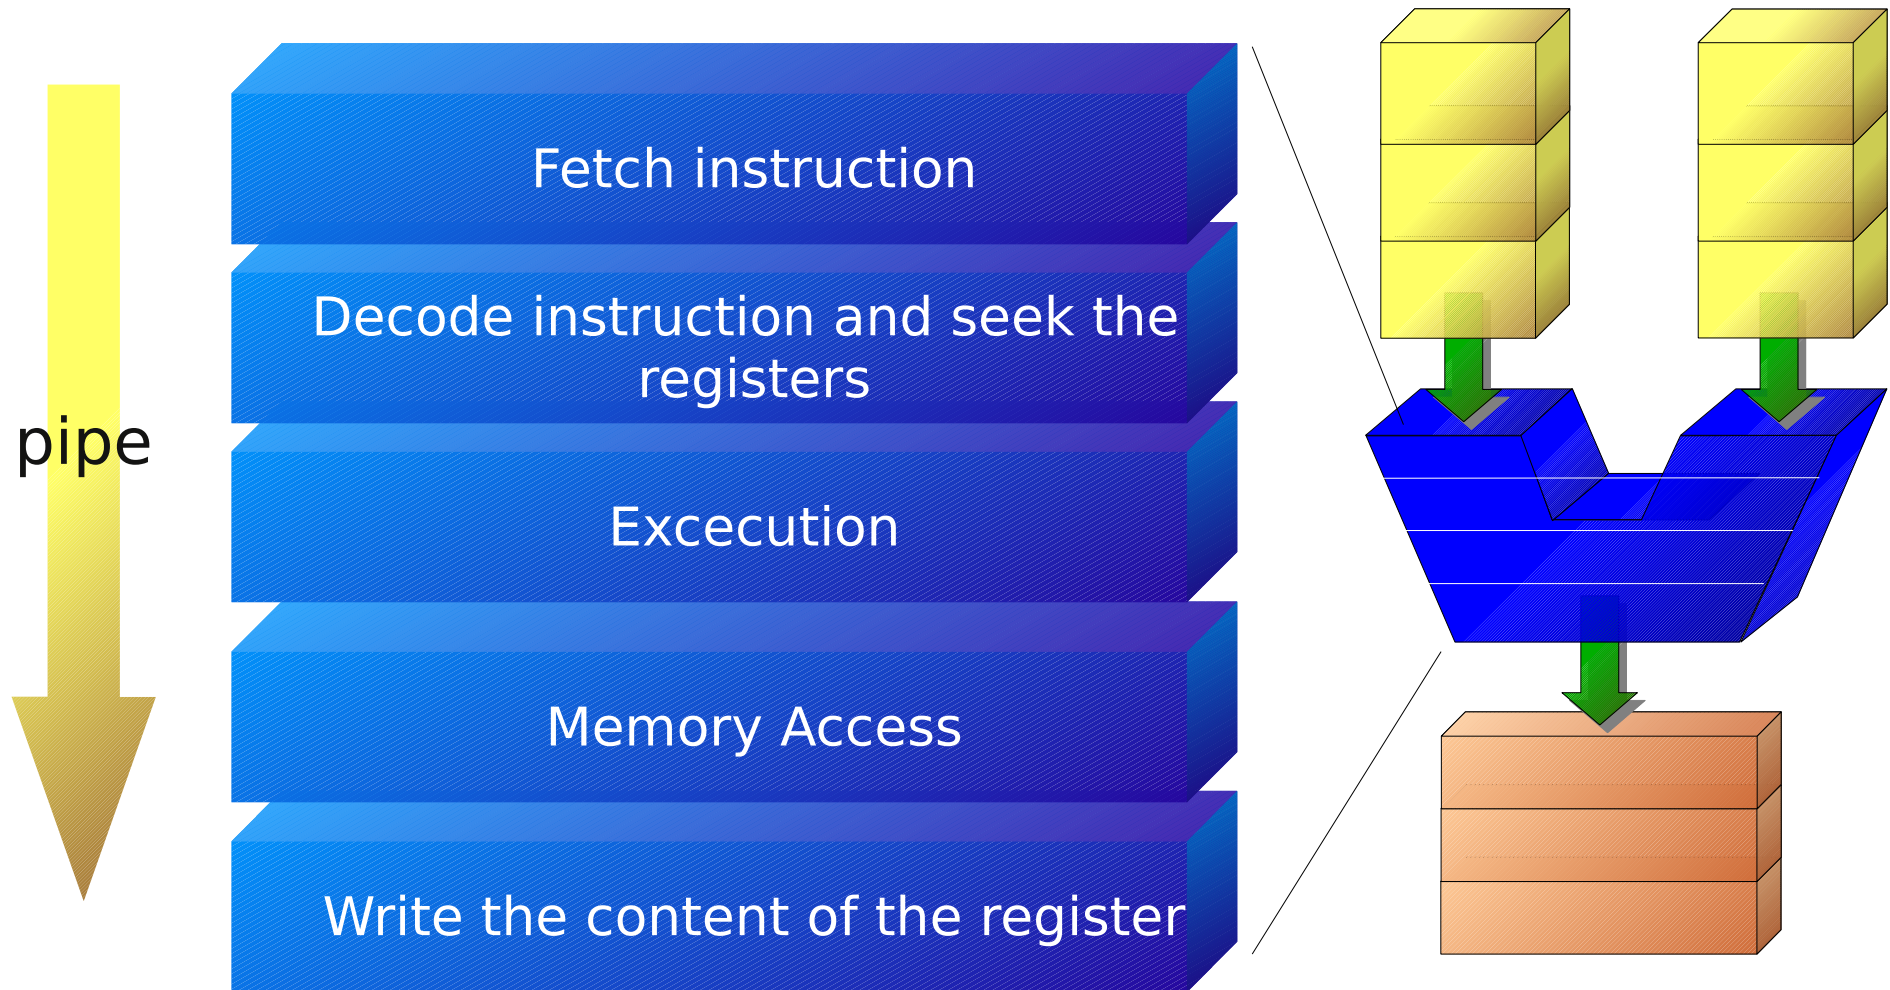 Fetch instruction
Decode instruction and seek the
registers
pipe
Excecution
Memory Access
Write the content of the register